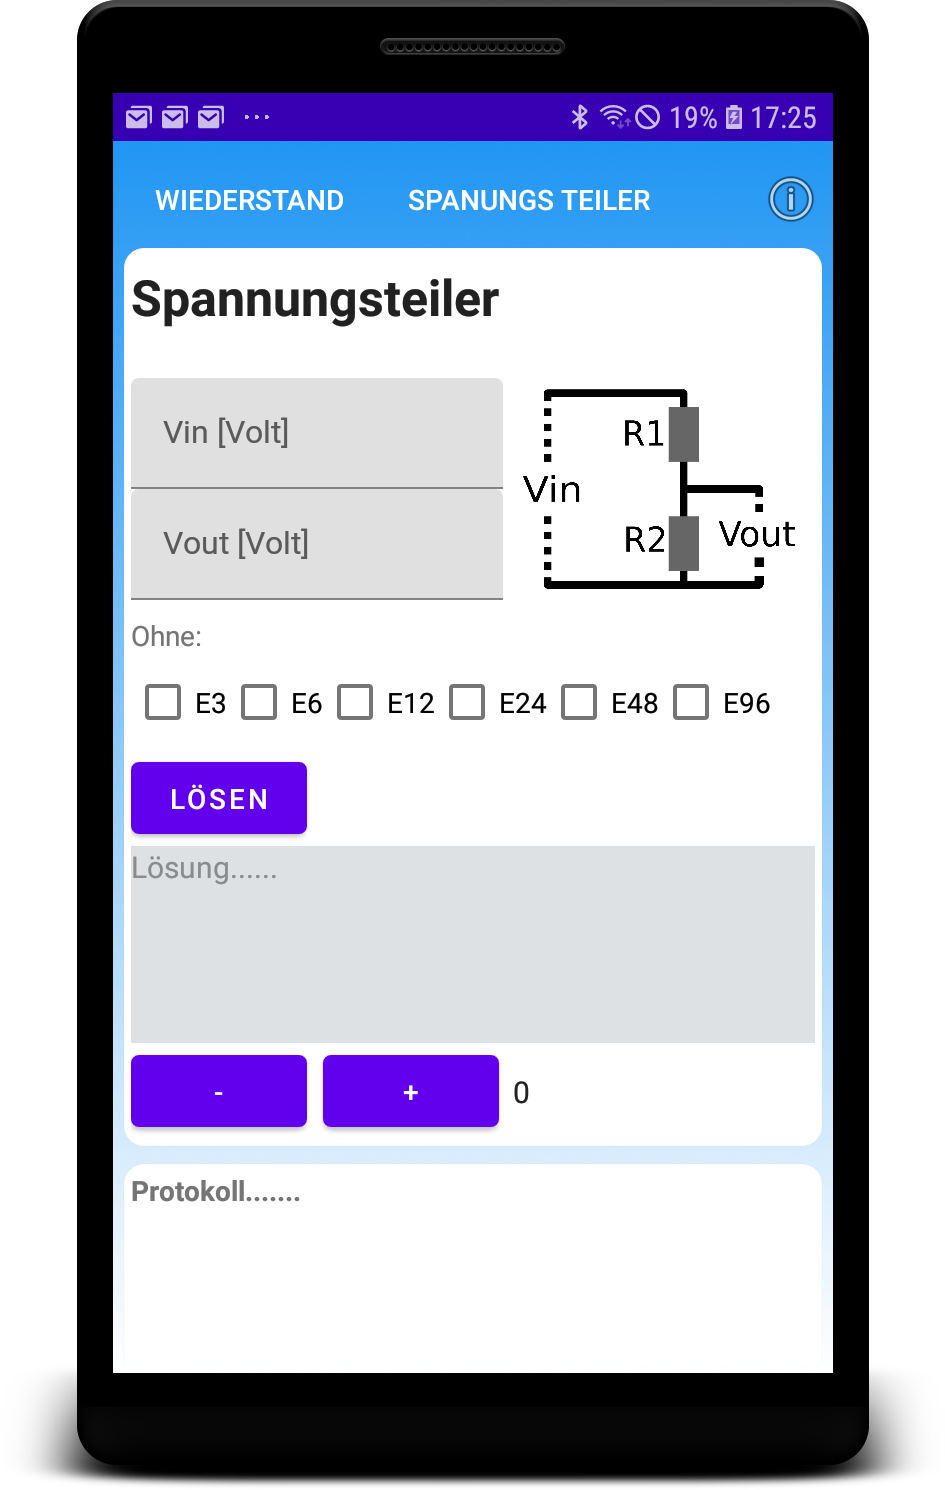 19% 17:25
WIEDERSTAND SPANUNGS TEILER
Spannungsteiler
Vin [Volt]
R1
Vin
Vout [Volt]
R2 Vout
Ohne:
E3 E6 E12 E24 E48 E96
LÖSEN
Lösung......
- + 0
Protokoll.......